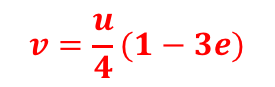 v = u/4 (1 − 3e)